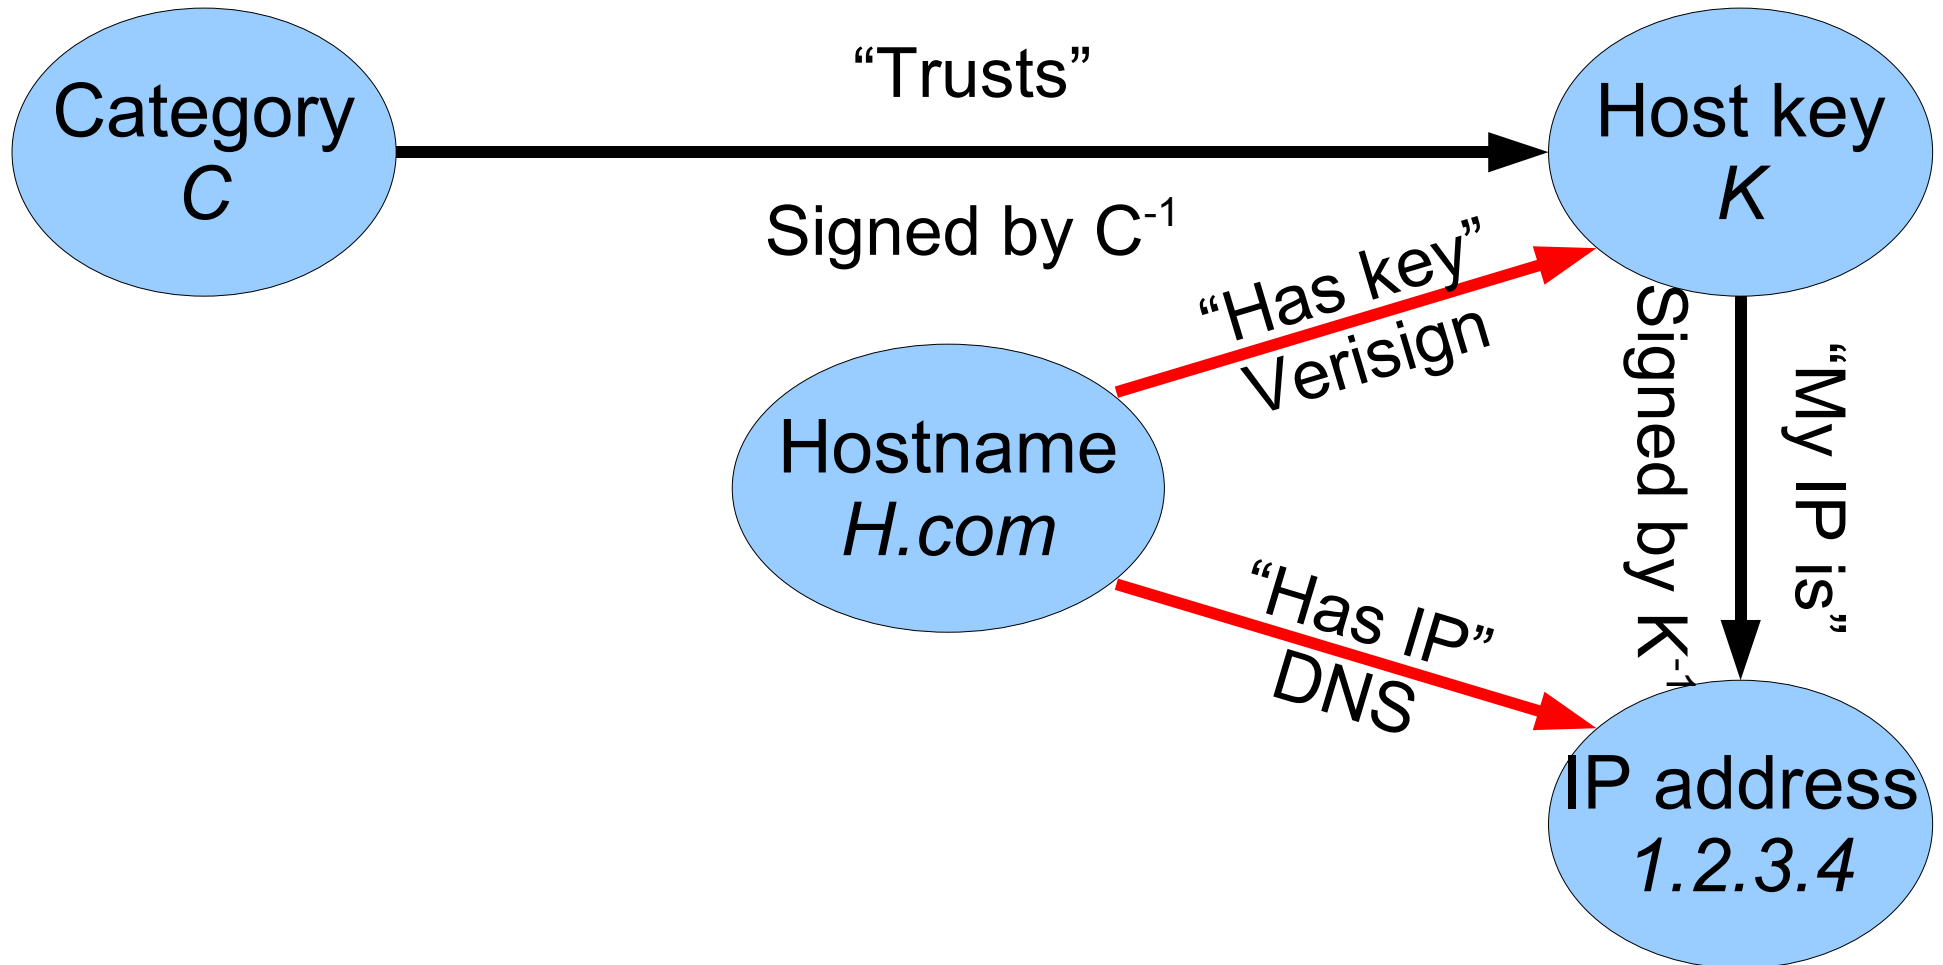 Category
C
“Trusts”
Signed by C⁻¹
Host key
K
“Has key”
Verisign
Hostname
H.com
“Has IP”
DNS
Signed by K⁻¹
“My IP is”
IP address
1.2.3.4